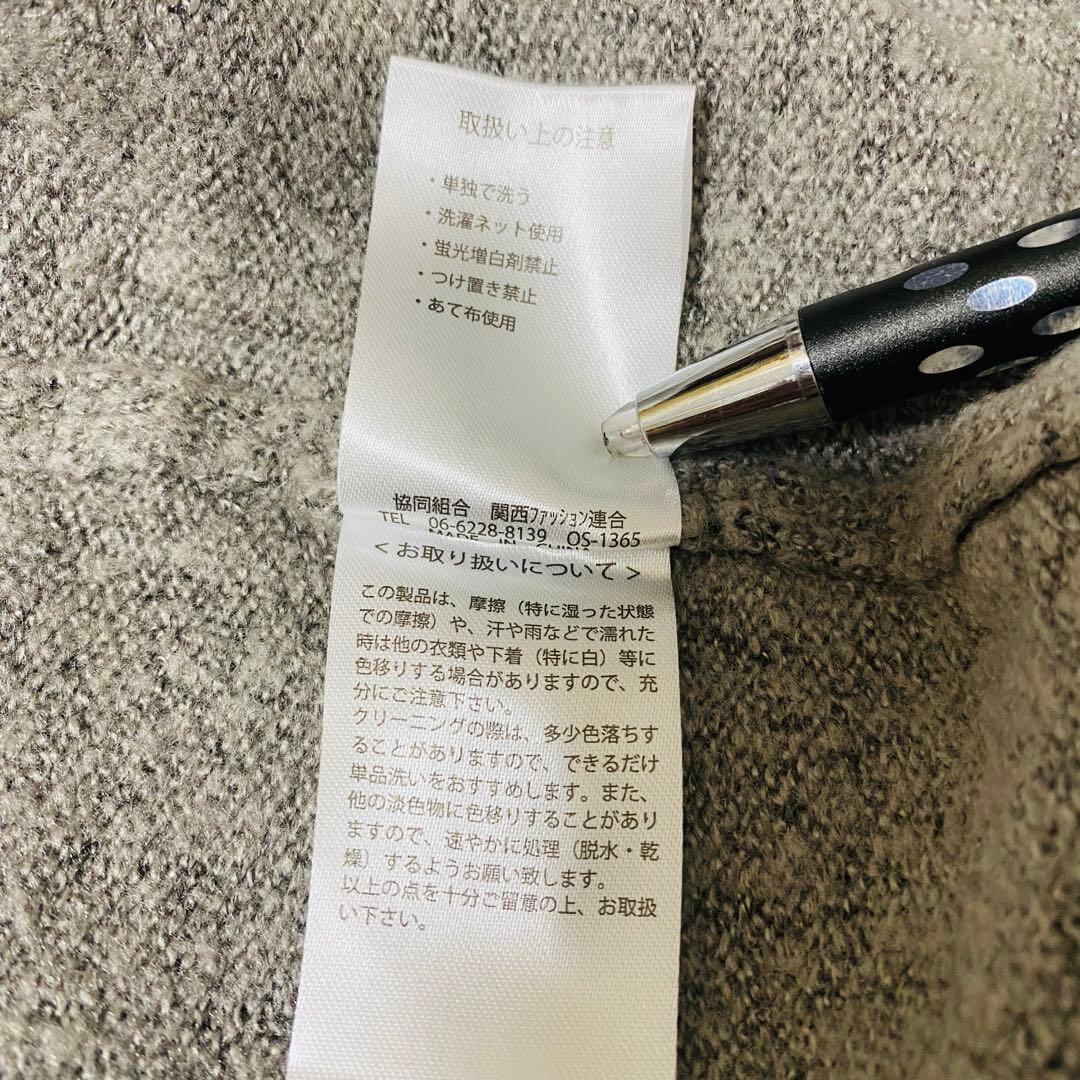 取扱い上の注意
・単独で洗う
・洗濯ネット使用
・蛍光増白剤禁止
・つけ置き禁止
・あて布使用
協同組合 関西ファッション連合
TEL 06-6228-8139 OS-1365
MADE IN CHINA
<お取り扱いについて>
この製品は、摩擦（特に湿った状態
での摩擦）や、汗や雨などで濡れた
時は他の衣類や下着（特に白）等に
色移りする場合がありますので、充
分にご注意下さい。
クリーニングの際は、多少色落ちす
ることがありますので、できるだけ
単品洗いをおすすめします。また、
他の淡色物に色移りすることがあり
ますので、速やかに処理（脱水・乾
燥）するようお願い致します。
以上の点を十分ご留意の上、お取扱
い下さい。